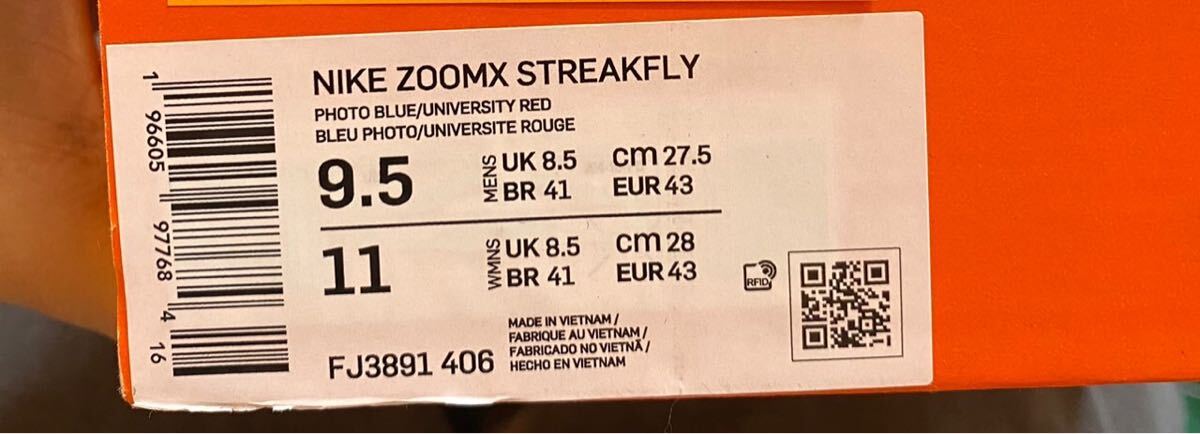 NIKE ZOOMX STREAKFLY
PHOTO BLUE/UNIVERSITY RED
BLEU PHOTO/UNIVERSITE ROUGE
9.5 MENS UK 8.5 cm 27.5
BR 41 EUR 43
11 WMNS UK 8.5 cm 28
BR 41 EUR 43
RFID
MADE IN VIETNAM /
FABRIQUE AU VIETNAM /
FABRICADO NO VIETNÃ /
HECHO EN VIETNAM
FJ3891 406
1 96605 97768 4 16